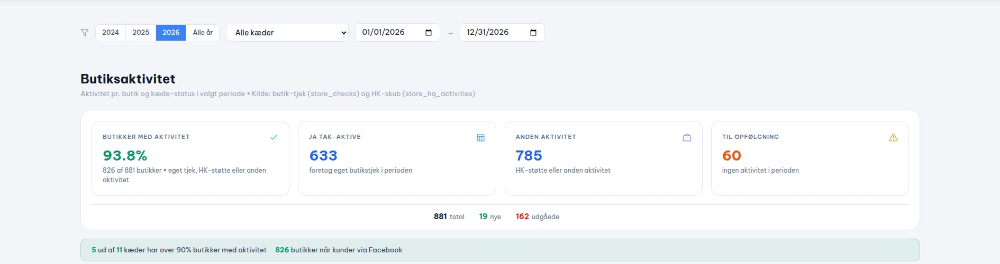 2024 2025 2026 Alle år Alle kæder 01/01/2026 → 12/31/2026
Butiksaktivitet
Aktivitet pr. butik og kæde-status i valgt periode • Kilde: butik-tjek (store_checks) og HK-skub (store_hq_activities)
BUTIKKER MED AKTIVITET
93.8%
826 af 881 butikker • eget tjek, HK-støtte eller anden
aktivitet
JA TAK-AKTIVE
633
foretog eget butikstjek i perioden
ANDEN AKTIVITET
785
HK-støtte eller anden aktivitet
TIL OPFØLGNING
60
ingen aktivitet i perioden
881 total 19 nye 162 udgåede
5 ud af 11 kæder har over 90% butikker med aktivitet 826 butikker når kunder via Facebook